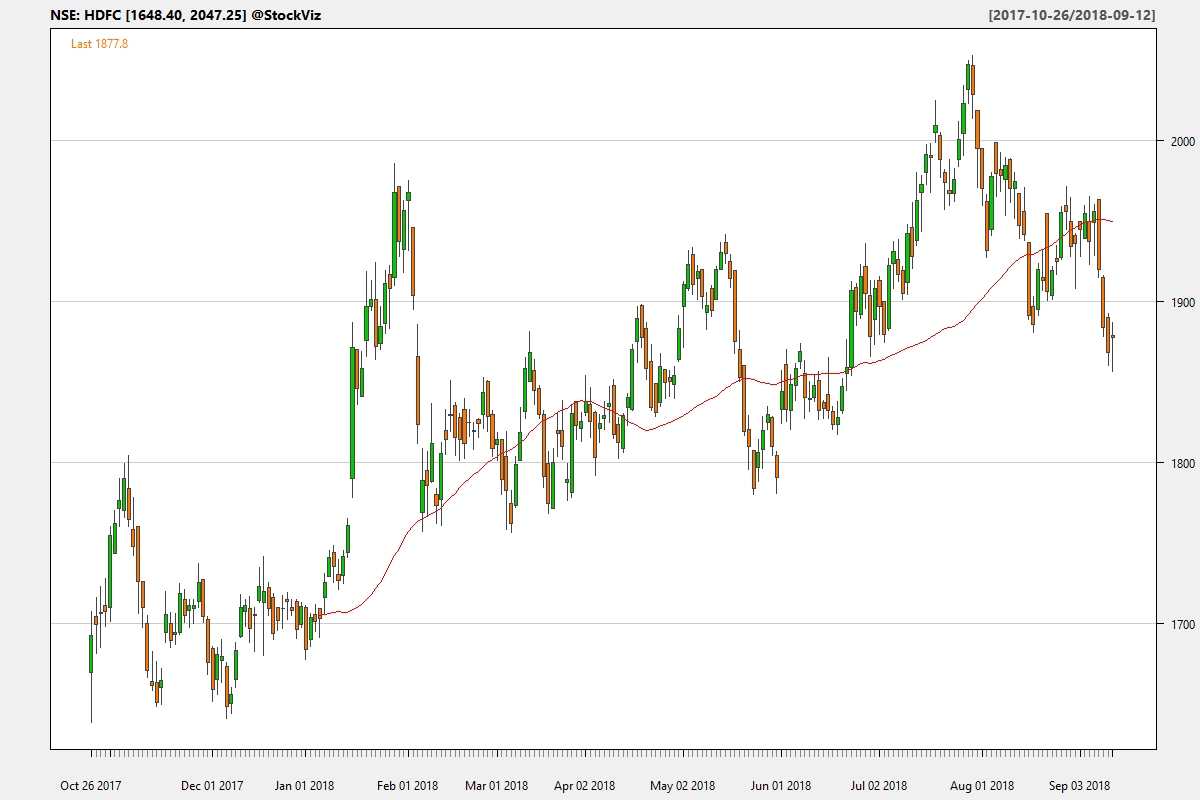 NSE: HDFC [1648.40, 2047.25] @StockViz
[2017-10-26/2018-09-12]
Last 1877.8
2000
1900
1800
1700
Oct 26 2017
Dec 01 2017
Jan 01 2018
Feb 01 2018
Mar 01 2018
Apr 02 2018
May 02 2018
Jun 01 2018
Jul 02 2018
Aug 01 2018
Sep 03 2018